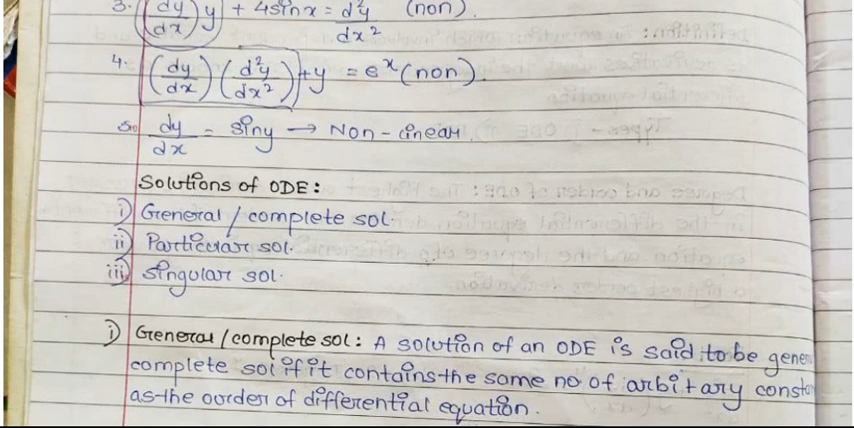 3. (dy/dx)y + 4sinx = d²y/dx² (non).
4. (dy/dx)(d²y/dx²)+y = e^x (non)
5. dy/dx = siny → Non-linear.
Solutions of ODE:
i) General / complete sol.
ii) Particular sol.
iii) Singular sol.
i) General / complete sol: A solution of an ODE is said to be gener
complete sol if it contains the same no of arbitary consta
as the order of differential equation.